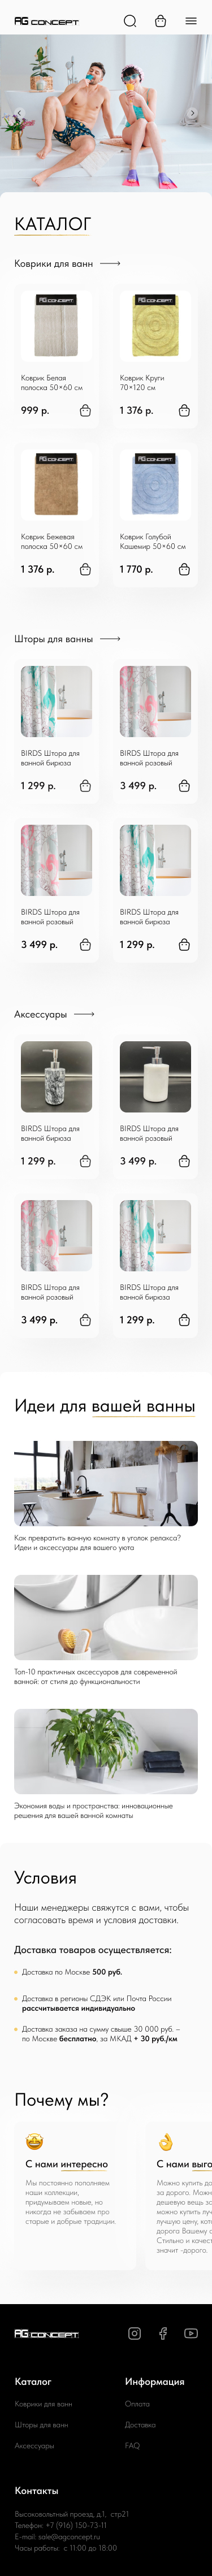 AG CONCEPT
КАТАЛОГ
Коврики для ванн
AG CONCEPT
AG CONCEPT
Коврик Белая
полоска 50×60 см
999 р.
Коврик Круги
70×120 см
1 376 р.
AG CONCEPT
AG CONCEPT
Коврик Бежевая
полоска 50×60 см
1 376 р.
Коврик Голубой
Кашемир 50×60 см
1 770 р.
Шторы для ванны
BIRDS Штора для
ванной бирюза
1 299 р.
BIRDS Штора для
ванной розовый
3 499 р.
BIRDS Штора для
ванной розовый
3 499 р.
BIRDS Штора для
ванной бирюза
1 299 р.
Аксессуары
BIRDS Штора для
ванной бирюза
1 299 р.
BIRDS Штора для
ванной розовый
3 499 р.
BIRDS Штора для
ванной розовый
3 499 р.
BIRDS Штора для
ванной бирюза
1 299 р.
Идеи для вашей ванны
Как превратить ванную комнату в уголок релакса?
Идеи и аксессуары для вашего уюта
Топ-10 практичных аксессуаров для современной
ванной: от стиля до функциональности
Экономия воды и пространства: инновационные
решения для вашей ванной комнаты
Условия
Наши менеджеры свяжутся с вами, чтобы
согласовать время и условия доставки.
Доставка товаров осуществляется:
Доставка по Москве 500 руб.
Доставка в регионы СДЭК или Почта России
рассчитывается индивидуально
Доставка заказа на сумму свыше 30 000 руб. –
по Москве бесплатно, за МКАД + 30 руб./км
Почему мы?
С нами интересно
Мы постоянно пополняем
наши коллекции,
придумываем новые, но
никогда не забываем про
старые и добрые традиции.
С нами выго
Можно купить до
за дорого. Можн
дешевую вещь за
можно купить луч
лучшую цену, кот
дорога Вашему с
Стильно и качест
значит -дорого.
AG CONCEPT
Каталог
Коврики для ванн
Шторы для ванн
Аксессуары
Информация
Оплата
Доставка
FAQ
Контакты
Высоковольтный проезд, д.1, стр21
Телефон: +7 (916) 150-73-11
E-mail: sale@agconcept.ru
Часы работы: с 11:00 до 18:00